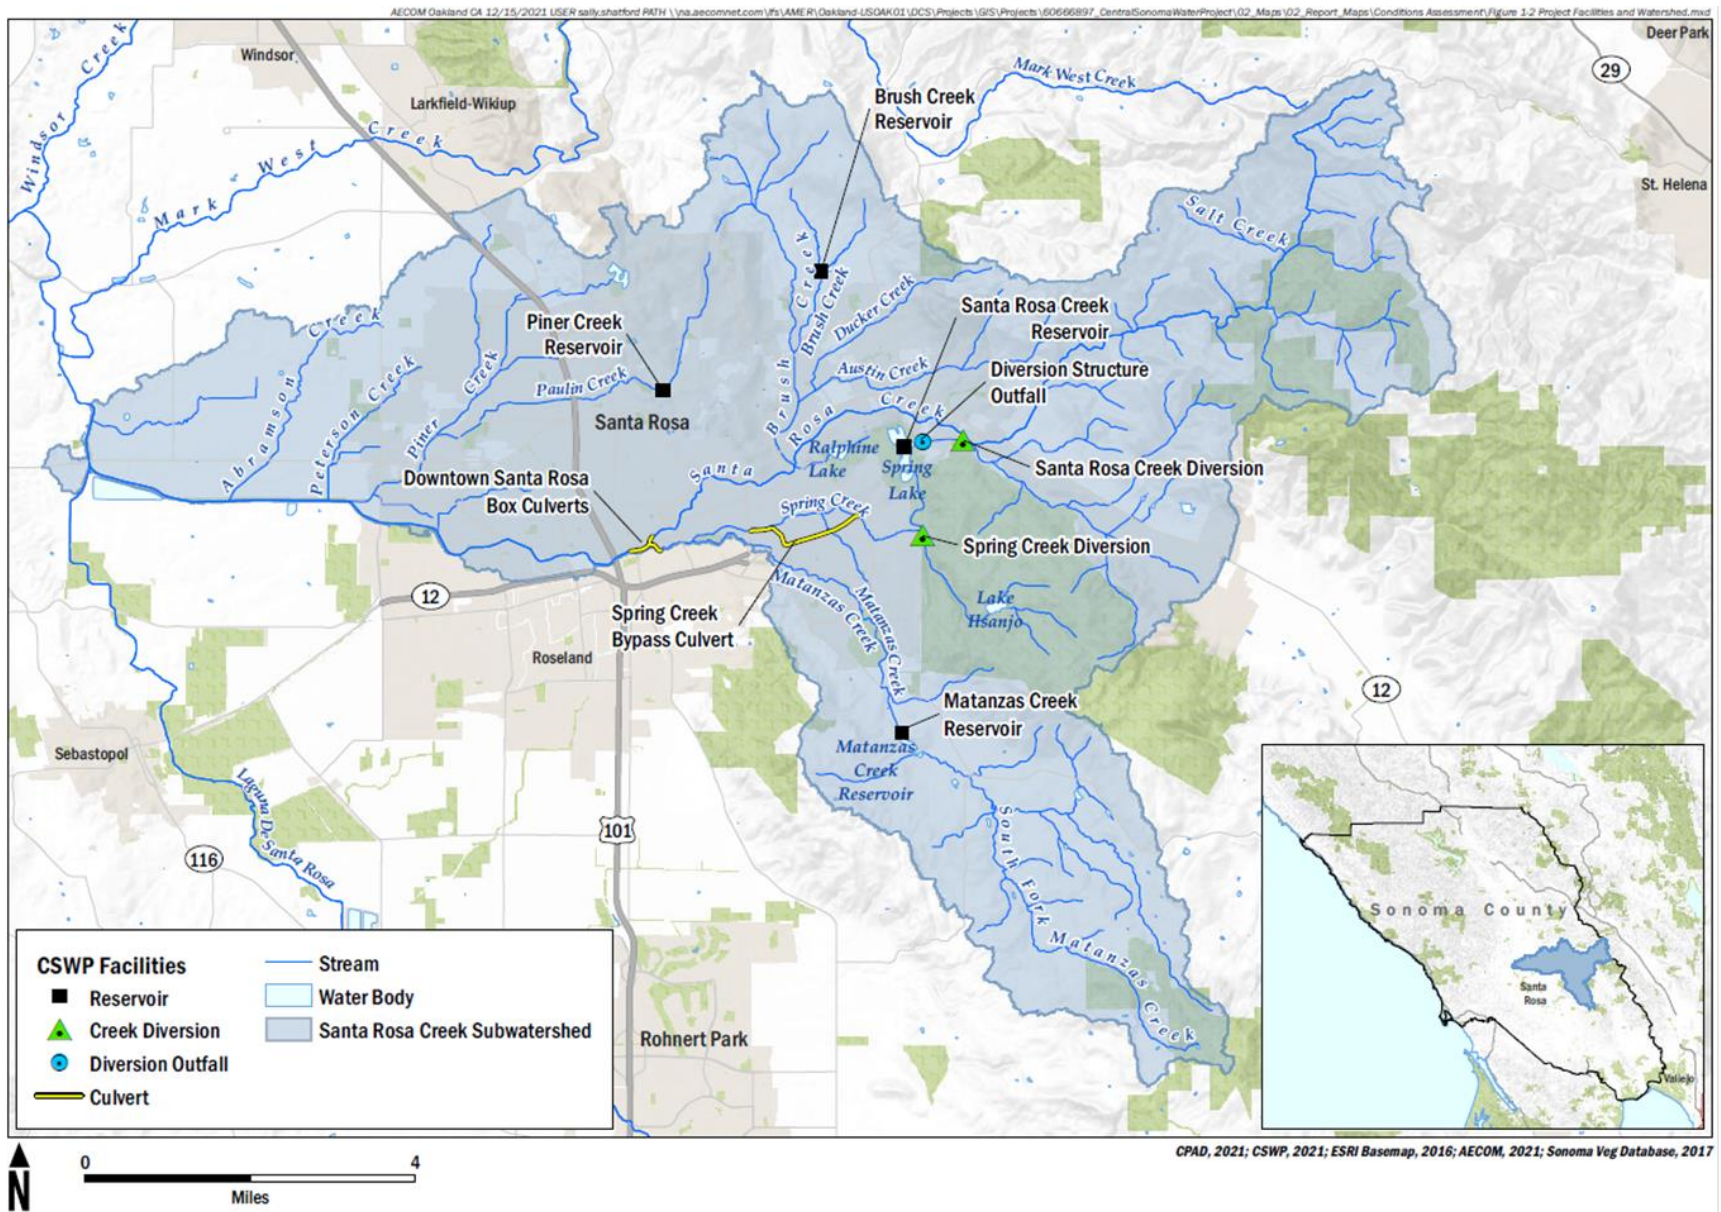 AECOM Oakland CA 12/15/2021 USER sally.shatford PATH \\na.aecomnet.com\lfs\AMER\Oakland-USOAK01\DCS\Projects\GIS\Projects\60666897_CentralSonomaWaterProject\02_Maps\02_Report_Maps\Conditions Assessment\Figure 1-2 Project Facilities and Watershed.mxd
Deer Park
29
Windsor
Windsor Creek
Larkfield-Wikiup
Mark West Creek
Mark West Creek
Brush Creek
Reservoir
St. Helena
Salt Creek
Brush Creek
Brush Creek
Ducker Creek
Santa Rosa Creek
Reservoir
Piner Creek
Reservoir
Abramson Creek
Peterson Creek
Piner Creek
Paulin Creek
Austin Creek
Diversion Structure
Outfall
Santa Rosa
Santa Rosa Creek
Ralphine
Lake
Spring
Lake
Santa Rosa Creek Diversion
Downtown Santa Rosa
Box Culverts
Spring Creek
Spring Creek Diversion
12
Matanzas Creek
Matanzas Creek
Lake
Ilsanjo
Spring Creek
Bypass Culvert
Roseland
12
Matanzas Creek
Reservoir
Sebastopol
Matanzas
Creek
Reservoir
Laguna De Santa Rosa
101
116
South Fork Matanzas Creek
Rohnert Park
Sonoma County
Santa
Rosa
Vallejo
CSWP Facilities
Reservoir
Creek Diversion
Diversion Outfall
Culvert
Stream
Water Body
Santa Rosa Creek Subwatershed
CPAD, 2021; CSWP, 2021; ESRI Basemap, 2016; AECOM, 2021; Sonoma Veg Database, 2017
N
0 4
Miles